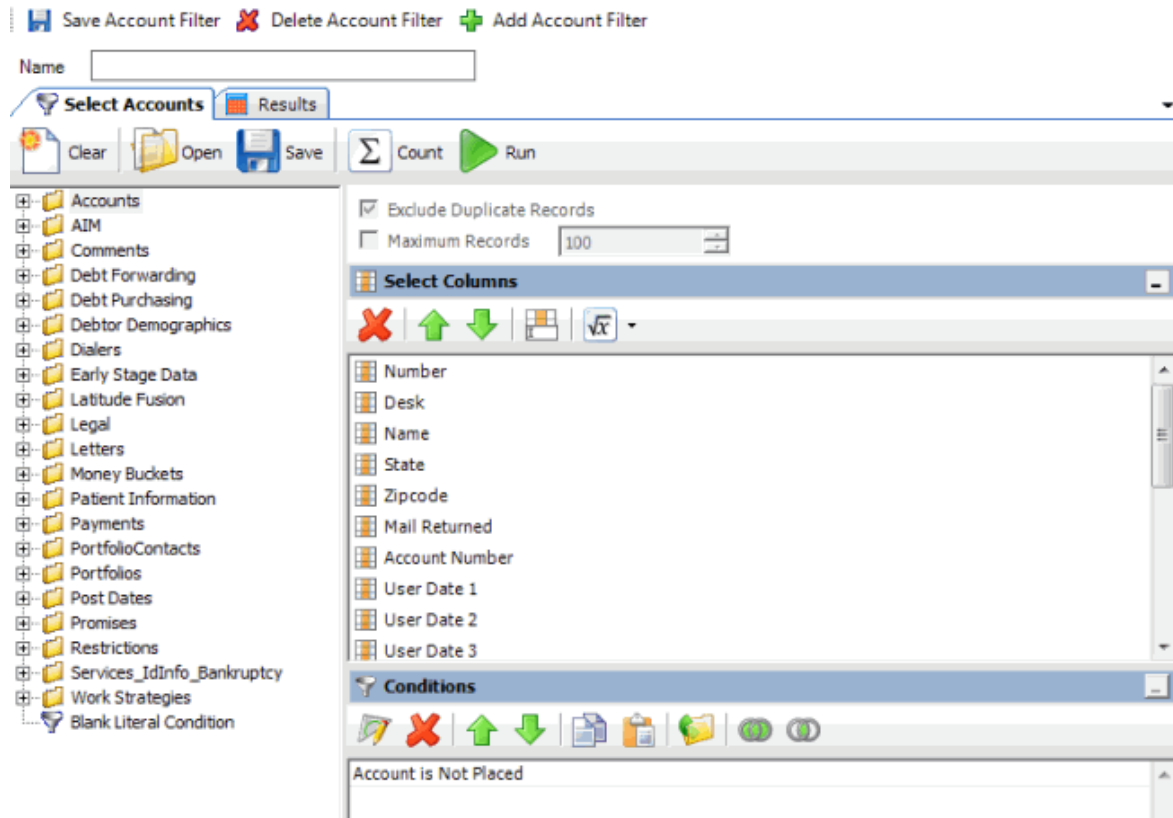 Save Account Filter Delete Account Filter Add Account Filter
Name
Select Accounts Results
Clear Open Save Σ Count Run
Accounts
AIM
Comments
Debt Forwarding
Debt Purchasing
Debtor Demographics
Dialers
Early Stage Data
Latitude Fusion
Legal
Letters
Money Buckets
Patient Information
Payments
PortfolioContacts
Portfolios
Post Dates
Promises
Restrictions
Services_IdInfo_Bankruptcy
Work Strategies
Blank Literal Condition
Exclude Duplicate Records
Maximum Records 100
Select Columns
√x
Number
Desk
Name
State
Zipcode
Mail Returned
Account Number
User Date 1
User Date 2
User Date 3
Conditions
Account is Not Placed